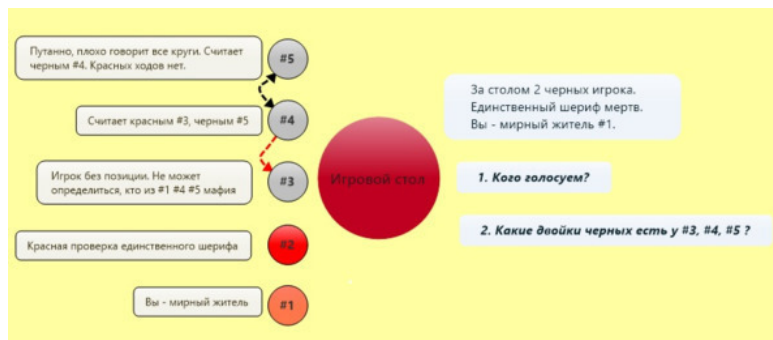 Путанно, плохо говорит все круги. Считает
черным #4. Красных ходов нет.
#5
Считает красным #3, черным #5
#4
Игрок без позиции. Не может
определиться, кто из #1 #4 #5 мафия
#3
Красная проверка единственного шерифа
#2
Вы - мирный житель
#1
Игровой стол
За столом 2 черных игрока.
Единственный шериф мертв.
Вы - мирный житель #1.
1. Кого голосуем?
2. Какие двойки черных есть у #3, #4, #5 ?